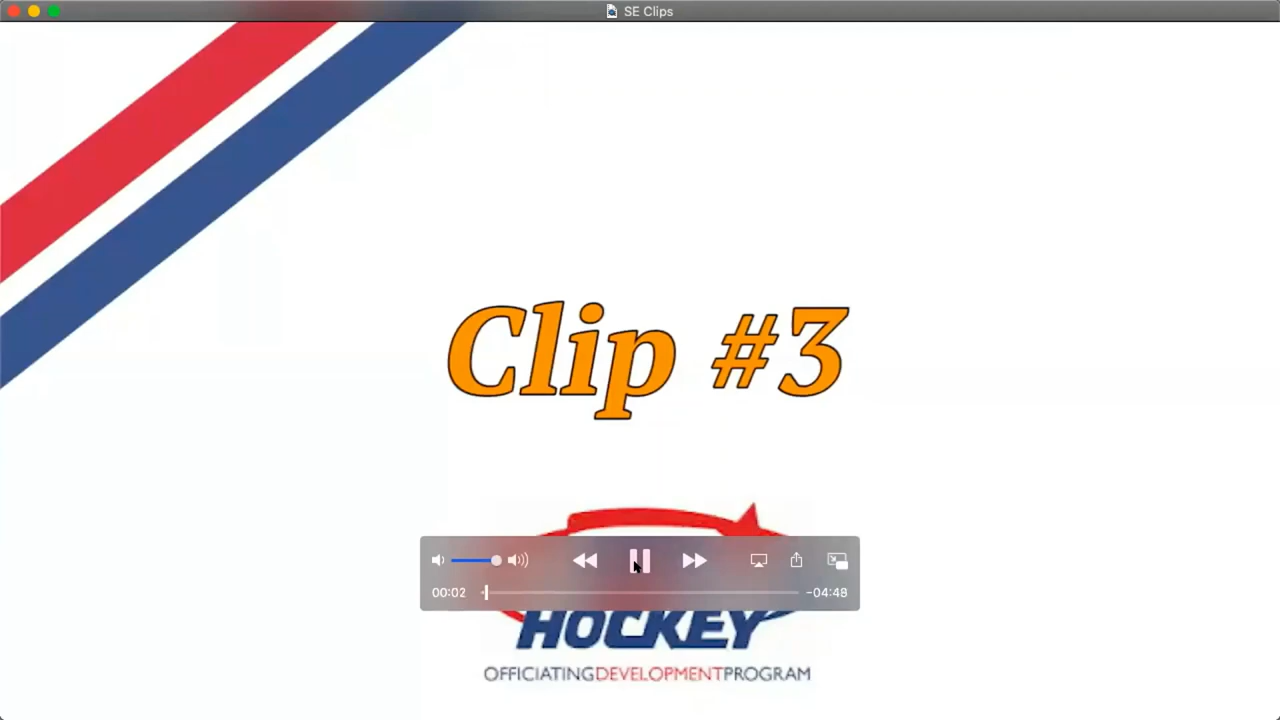 SE Clips
Clip #3
00:02
-04:48
HOCKEY
OFFICIATINGDEVELOPMENTPROGRAM